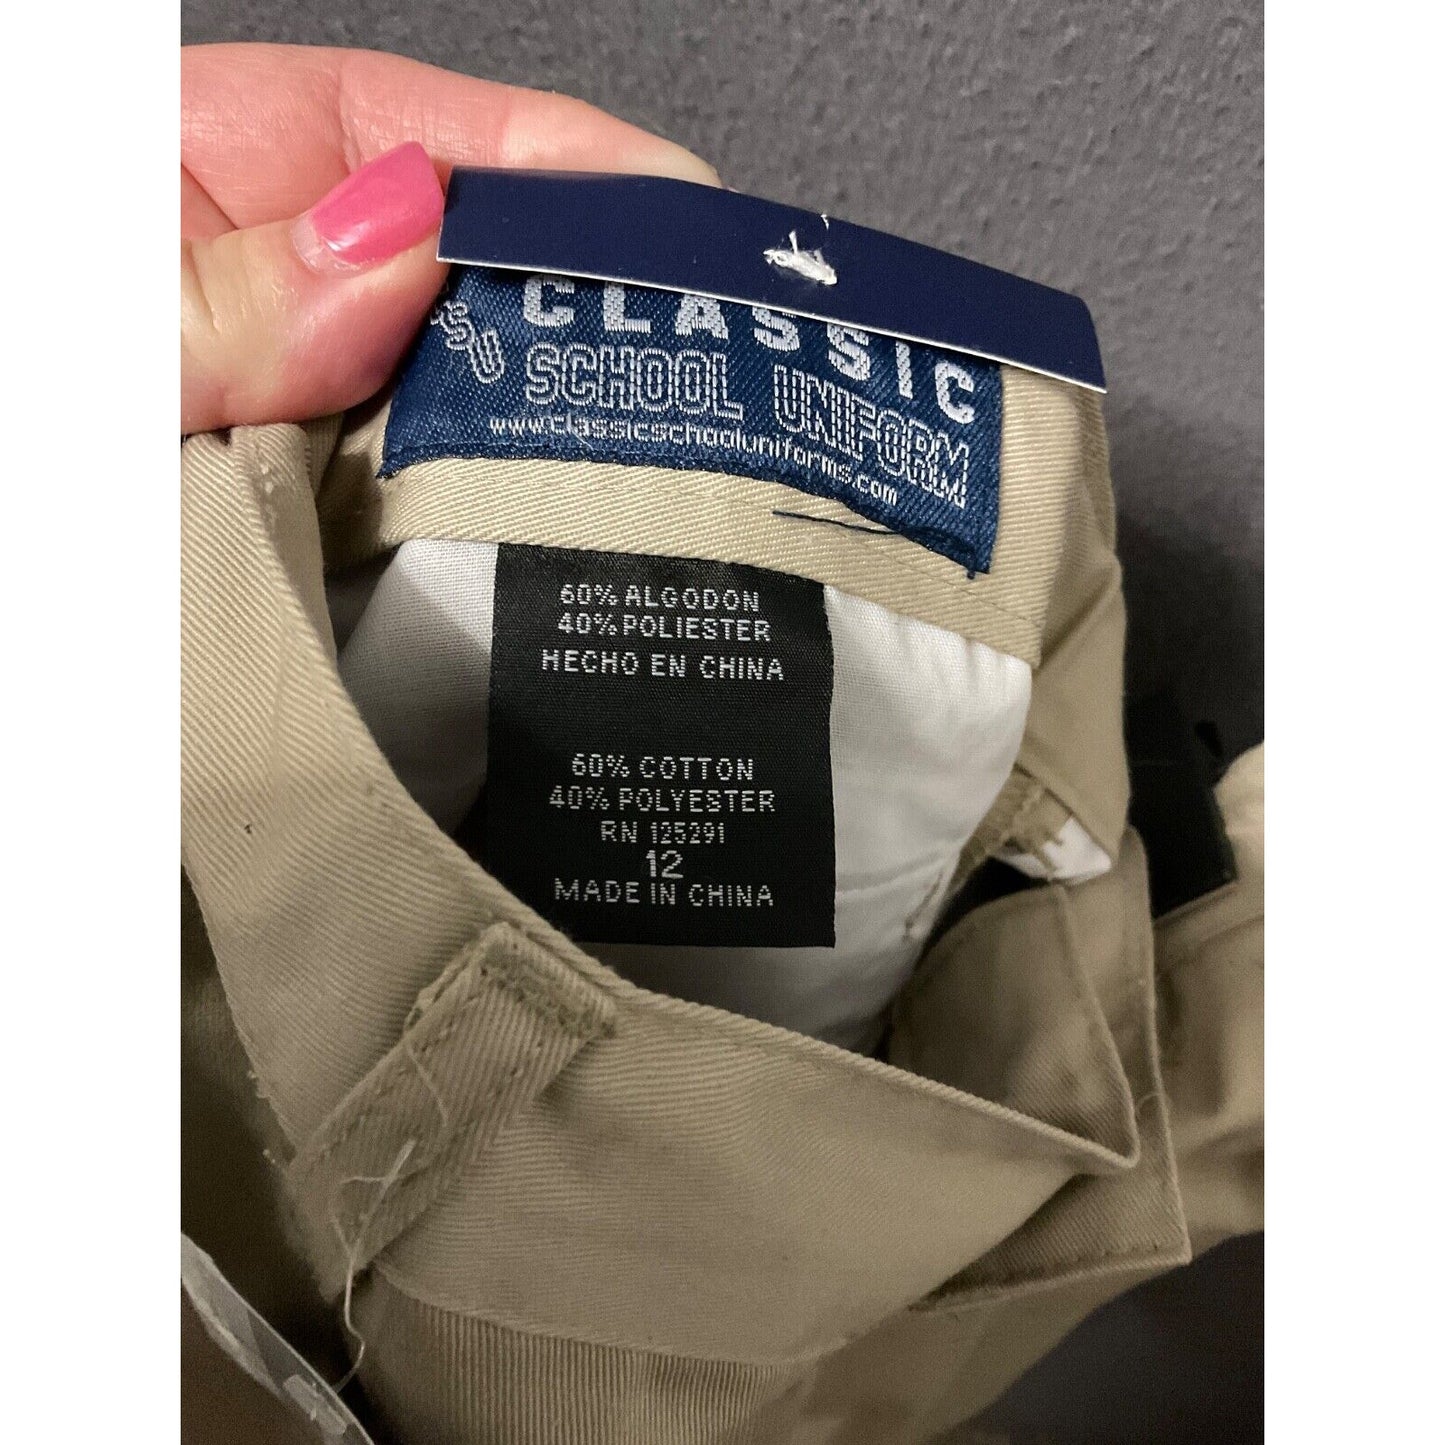 CSU
CLASSIC
SCHOOL UNIFORM
www.classicschooluniforms.com
60% ALGODON
40% POLIESTER
HECHO EN CHINA
60% COTTON
40% POLYESTER
RN 125291
12
MADE IN CHINA